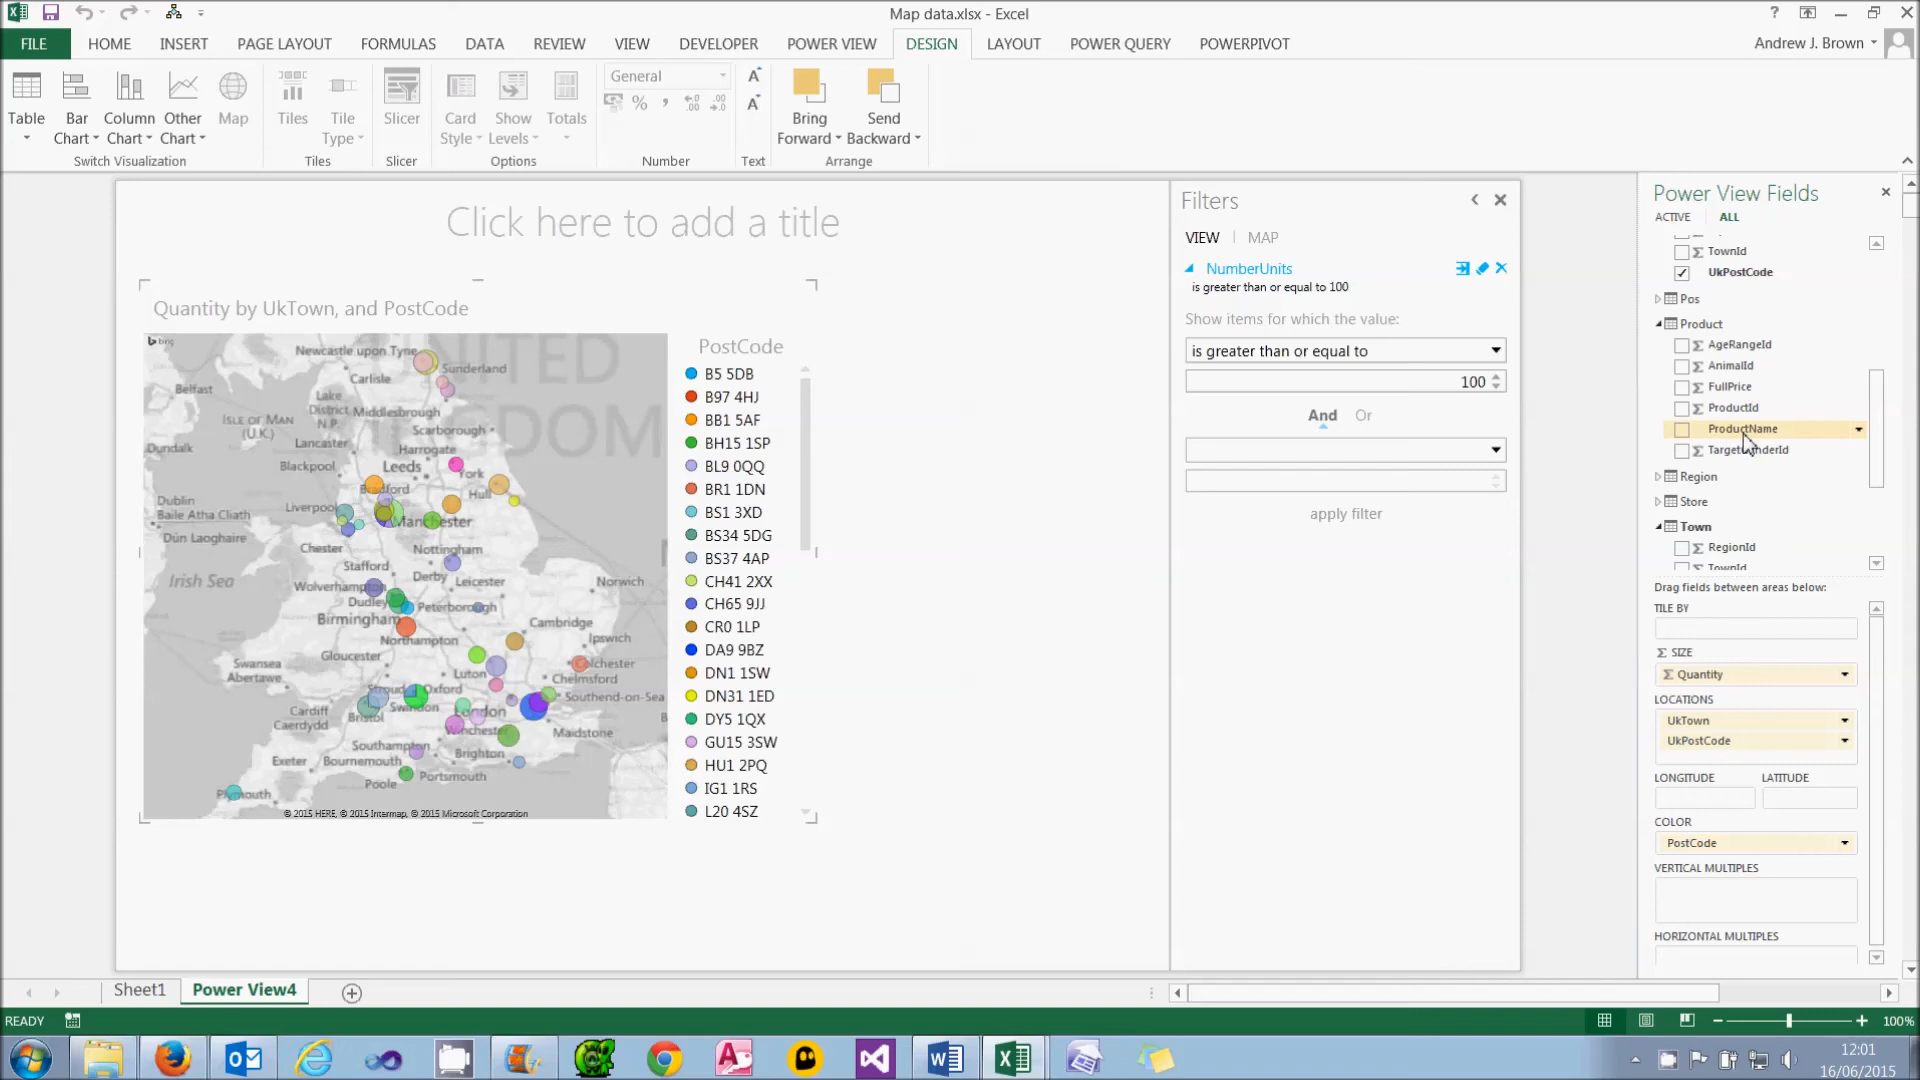 Map data.xlsx - Excel
?
FILE
HOME
INSERT
PAGE LAYOUT
FORMULAS
DATA
REVIEW
VIEW
DEVELOPER
POWER VIEW
DESIGN
LAYOUT
POWER QUERY
POWERPIVOT
Andrew J. Brown
Table
Bar Chart
Column Chart
Other Chart
Map
Switch Visualization
Tiles
Tile Type
Tiles
Slicer
Slicer
Card Style
Show Levels
Totals
Options
General
%
Number
Text
Bring Forward
Send Backward
Arrange
Click here to add a title
Quantity by UkTown, and PostCode
bing
UNITED
KINGDOM
Newcastle upon Tyne
Sunderland
Carlisle
Belfast
Lake District
N.P.
Middlesbrough
ISLE OF MAN
(U.K.)
Scarborough
Lancaster
Dundalk
Harrogate
Blackpool
Leeds
York
Bradford
Hull
Dublin
Baile Átha Cliath
Liverpool
Manchester
Dún Laoghaire
Chester
Nottingham
Stafford
Irish Sea
Derby
Leicester
Norwich
Wolverhampton
Dudley
Peterborough
Birmingham
Cambridge
Northampton
Ipswich
Gloucester
Swansea
Abertawe
Luton
Colchester
Chelmsford
Stroud
Oxford
Southend-on-Sea
Cardiff
Caerdydd
Bristol
Swindon
London
Winchester
Maidstone
Southampton
Brighton
Exeter
Bournemouth
Poole
Portsmouth
Plymouth
© 2015 HERE, © 2015 Intermap, © 2015 Microsoft Corporation
PostCode
B5 5DB
B97 4HJ
BB1 5AF
BH15 1SP
BL9 0QQ
BR1 1DN
BS1 3XD
BS34 5DG
BS37 4AP
CH41 2XX
CH65 9JJ
CR0 1LP
DA9 9BZ
DN1 1SW
DN31 1ED
DY5 1QX
GU15 3SW
HU1 2PQ
IG1 1RS
L20 4SZ
Filters
VIEW
MAP
NumberUnits
is greater than or equal to 100
Show items for which the value:
is greater than or equal to
100
And
Or
apply filter
Power View Fields
ACTIVE
ALL
TownId
UkPostCode
Pos
Product
AgeRangeId
AnimalId
FullPrice
ProductId
ProductName
Region
Store
Town
RegionId
TownId
Drag fields between areas below:
TILE BY
Σ SIZE
Σ Quantity
LOCATIONS
UkTown
UkPostCode
LONGITUDE
LATITUDE
COLOR
PostCode
VERTICAL MULTIPLES
HORIZONTAL MULTIPLES
Sheet1
Power View4
READY
100%
12:01
16/06/2015